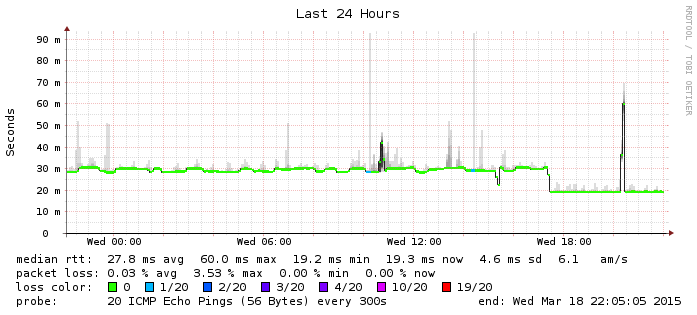 Last 24 Hours
RRDTOOL / TOBI OETIKER
Seconds
90 m
80 m
70 m
60 m
50 m
40 m
30 m
20 m
10 m
0
Wed 00:00 Wed 06:00 Wed 12:00 Wed 18:00
median rtt: 27.8 ms avg 60.0 ms max 19.2 ms min 19.3 ms now 4.6 ms sd 6.1 am/s
packet loss: 0.03 % avg 3.53 % max 0.00 % min 0.00 % now
loss color: 0 1/20 2/20 3/20 4/20 10/20 19/20
probe: 20 ICMP Echo Pings (56 Bytes) every 300s end: Wed Mar 18 22:05:05 2015